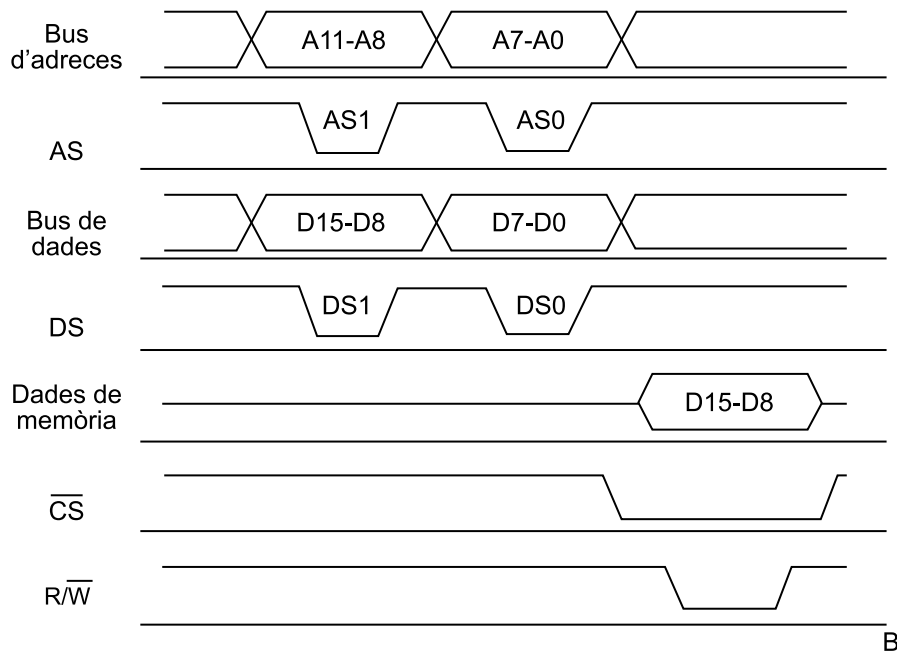 Bus
d’adreces
A11-A8
A7-A0
AS
AS1
AS0
Bus de
dades
D15-D8
D7-D0
DS
DS1
DS0
Dades de
memòria
D15-D8
C̅S̅
R/W̅
B